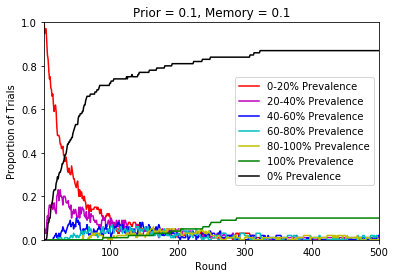 Prior = 0.1, Memory = 0.1
1.0
0.8
0.6
0.4
0.2
0.0
Proportion of Trials
0-20% Prevalence
20-40% Prevalence
40-60% Prevalence
60-80% Prevalence
80-100% Prevalence
100% Prevalence
0% Prevalence
100 200 300 400 500
Round